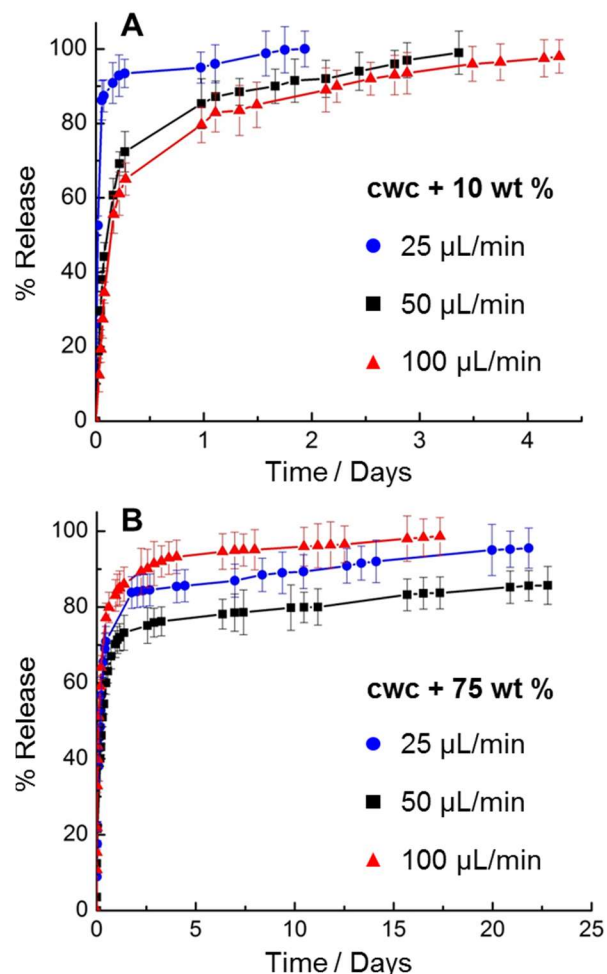 A
100
80
60
40
20
0
% Release
cwc + 10 wt %
25 µL/min
50 µL/min
100 µL/min
0 1 2 3 4
Time / Days
B
100
80
60
40
20
0
% Release
cwc + 75 wt %
25 µL/min
50 µL/min
100 µL/min
0 5 10 15 20 25
Time / Days